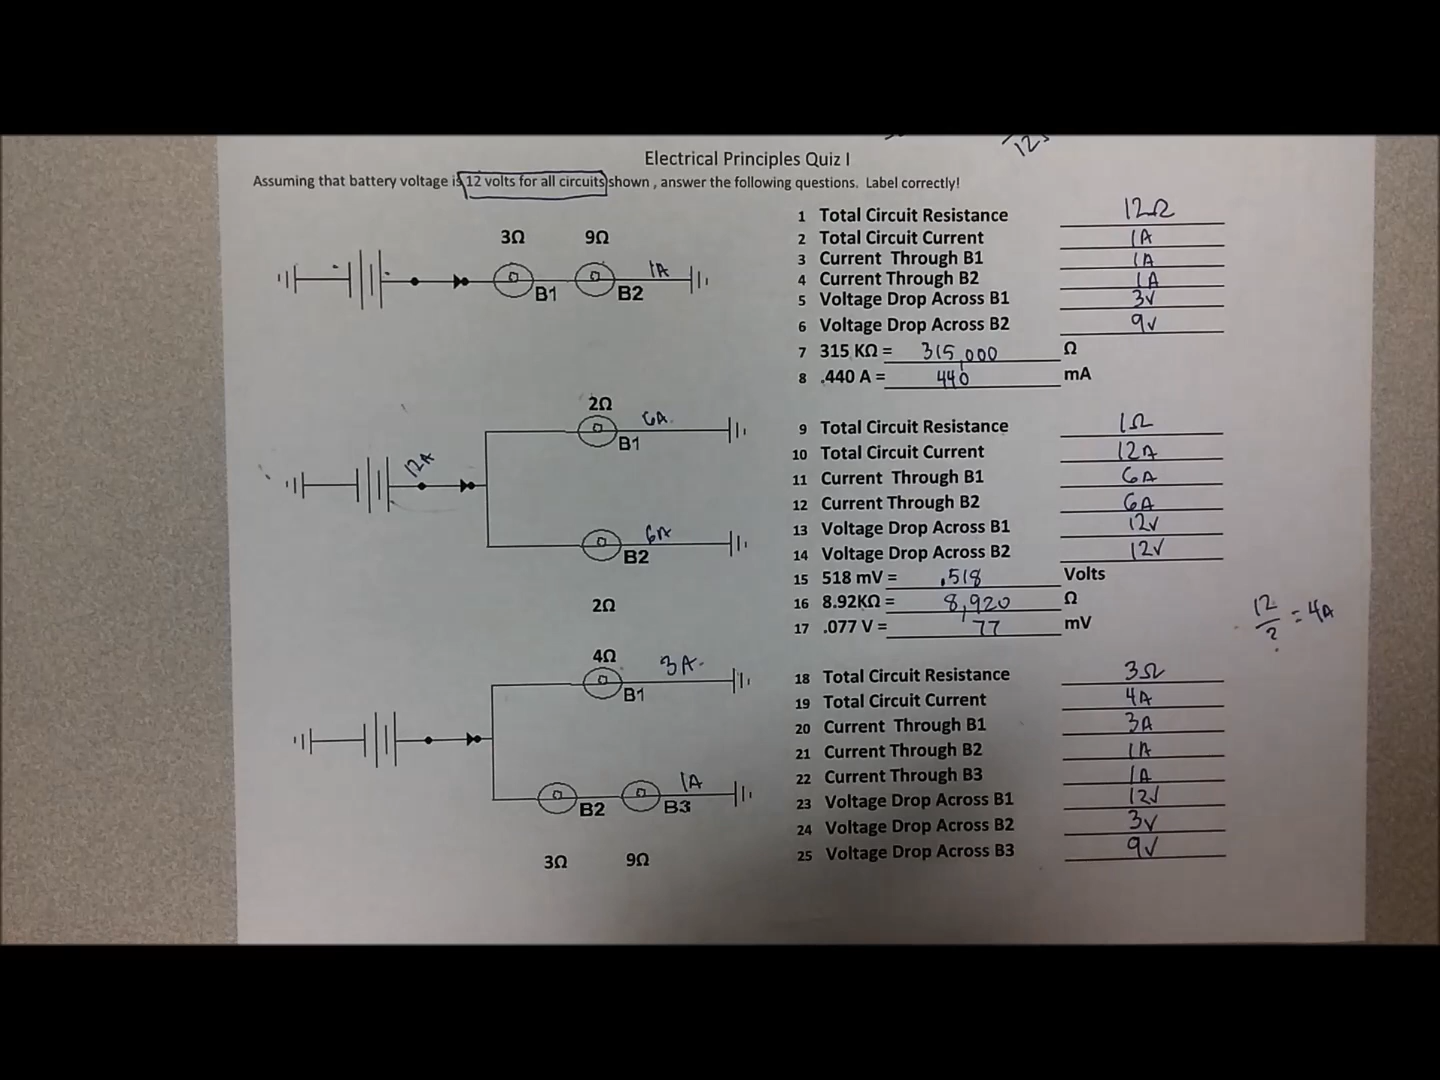 12
Electrical Principles Quiz I
Assuming that battery voltage is 12 volts for all circuits shown , answer the following questions. Label correctly!
3Ω 9Ω
1A
B1 B2
1 Total Circuit Resistance 12Ω
2 Total Circuit Current 1A
3 Current Through B1 1A
4 Current Through B2 1A
5 Voltage Drop Across B1 3V
6 Voltage Drop Across B2 9V
7 315 KΩ = 315,000 Ω
8 .440 A = 440 mA
2Ω
6A
B1
12A
6A
B2
2Ω
9 Total Circuit Resistance 1Ω
10 Total Circuit Current 12A
11 Current Through B1 6A
12 Current Through B2 6A
13 Voltage Drop Across B1 12V
14 Voltage Drop Across B2 12V
15 518 mV = .518 Volts
16 8.92KΩ = 8,920 Ω
17 .077 V = 77 mV
12
? = 4A
4Ω
3A
B1
1A
B2 B3
3Ω 9Ω
18 Total Circuit Resistance 3Ω
19 Total Circuit Current 4A
20 Current Through B1 3A
21 Current Through B2 1A
22 Current Through B3 1A
23 Voltage Drop Across B1 12V
24 Voltage Drop Across B2 3V
25 Voltage Drop Across B3 9V